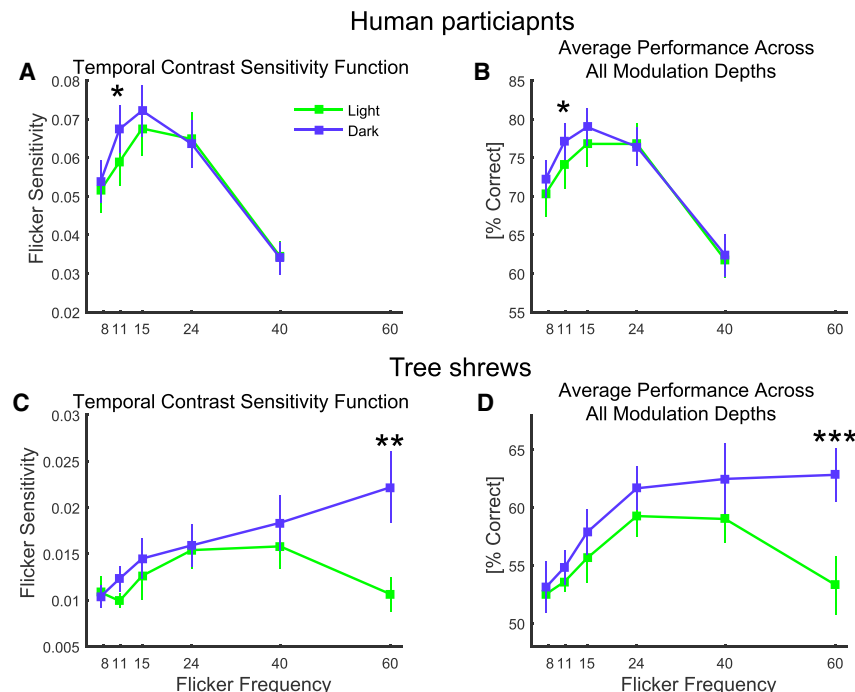 Human particiapnts
A
Temporal Contrast Sensitivity Function
0.08
0.07
0.06
0.05
0.04
0.03
0.02
Flicker Sensitivity
*
Light
Dark
8 11 15 24 40 60
B
Average Performance Across
All Modulation Depths
85
80
75
70
65
60
55
[% Correct]
*
8 11 15 24 40 60
Tree shrews
C
Temporal Contrast Sensitivity Function
0.03
0.025
0.02
0.015
0.01
0.005
Flicker Sensitivity
**
8 11 15 24 40 60
Flicker Frequency
D
Average Performance Across
All Modulation Depths
65
60
55
50
[% Correct]
***
8 11 15 24 40 60
Flicker Frequency